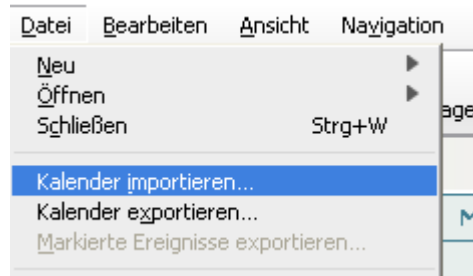 Datei Bearbeiten Ansicht Navigation
Neu
Öffnen
Schließen Strg+W
Kalender importieren...
Kalender exportieren...
Markierte Ereignisse exportieren...